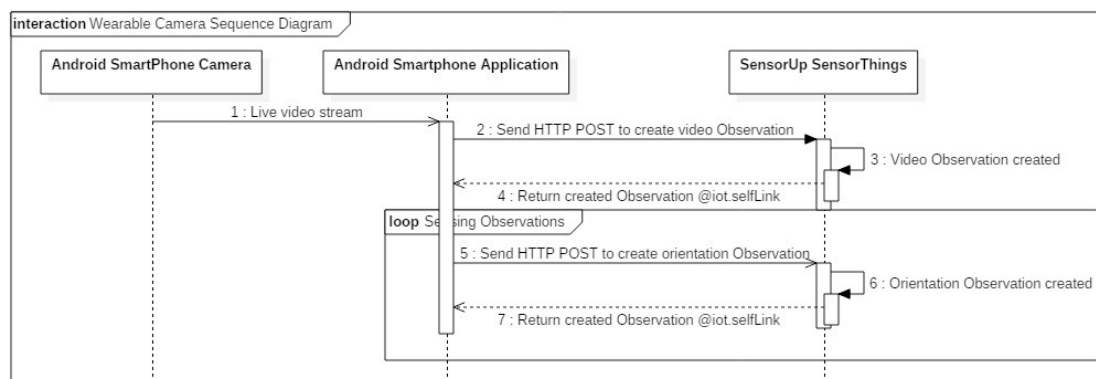 interaction Wearable Camera Sequence Diagram
Android SmartPhone Camera
Android Smartphone Application
SensorUp SensorThings
1 : Live video stream
2 : Send HTTP POST to create video Observation
3 : Video Observation created
4 : Return created Observation @iot.selfLink
loop Sensing Observations
5 : Send HTTP POST to create orientation Observation
6 : Orientation Observation created
7 : Return created Observation @iot.selfLink